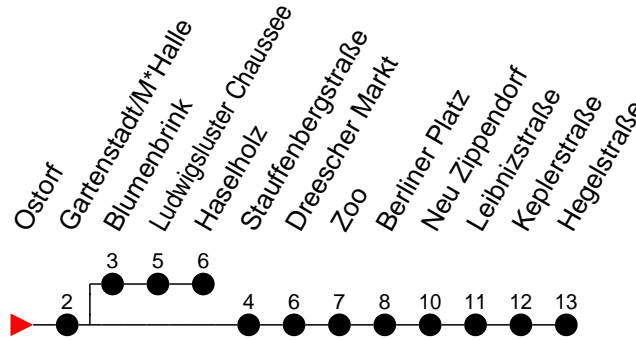 Ostorf
Gartenstadt/M*Halle
Blumenbrink
Ludwigsluster Chaussee
Haselholz
Stauffenbergstraße
Dreescher Markt
Zoo
Berliner Platz
Neu Zippendorf
Leibnizstraße
Keplerstraße
Hegelstraße
3 5 6
2 4 6 7 8 10 11 12 13